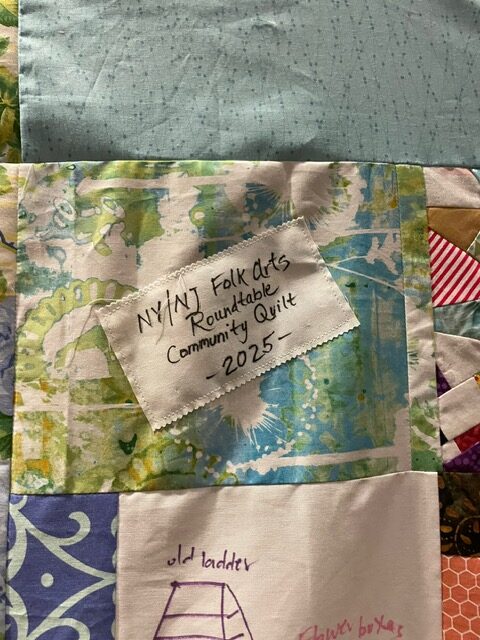 NY/NJ Folk Arts
Roundtable
Community Quilt
- 2025 -
old ladder
Flower boxes